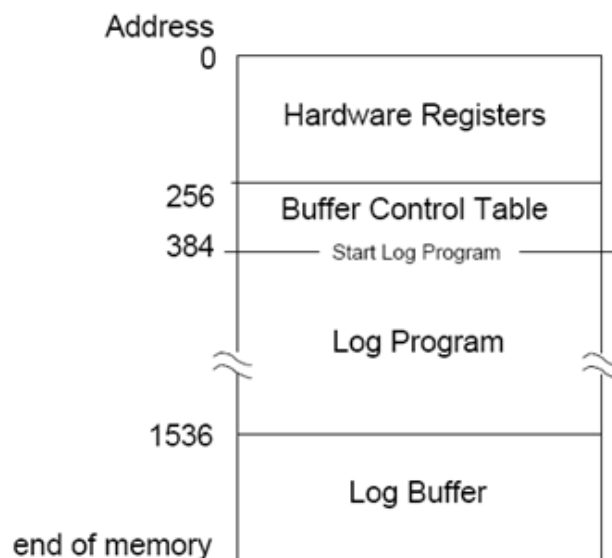 Address
0
Hardware Registers
256
Buffer Control Table
384
Start Log Program
Log Program
1536
Log Buffer
end of memory